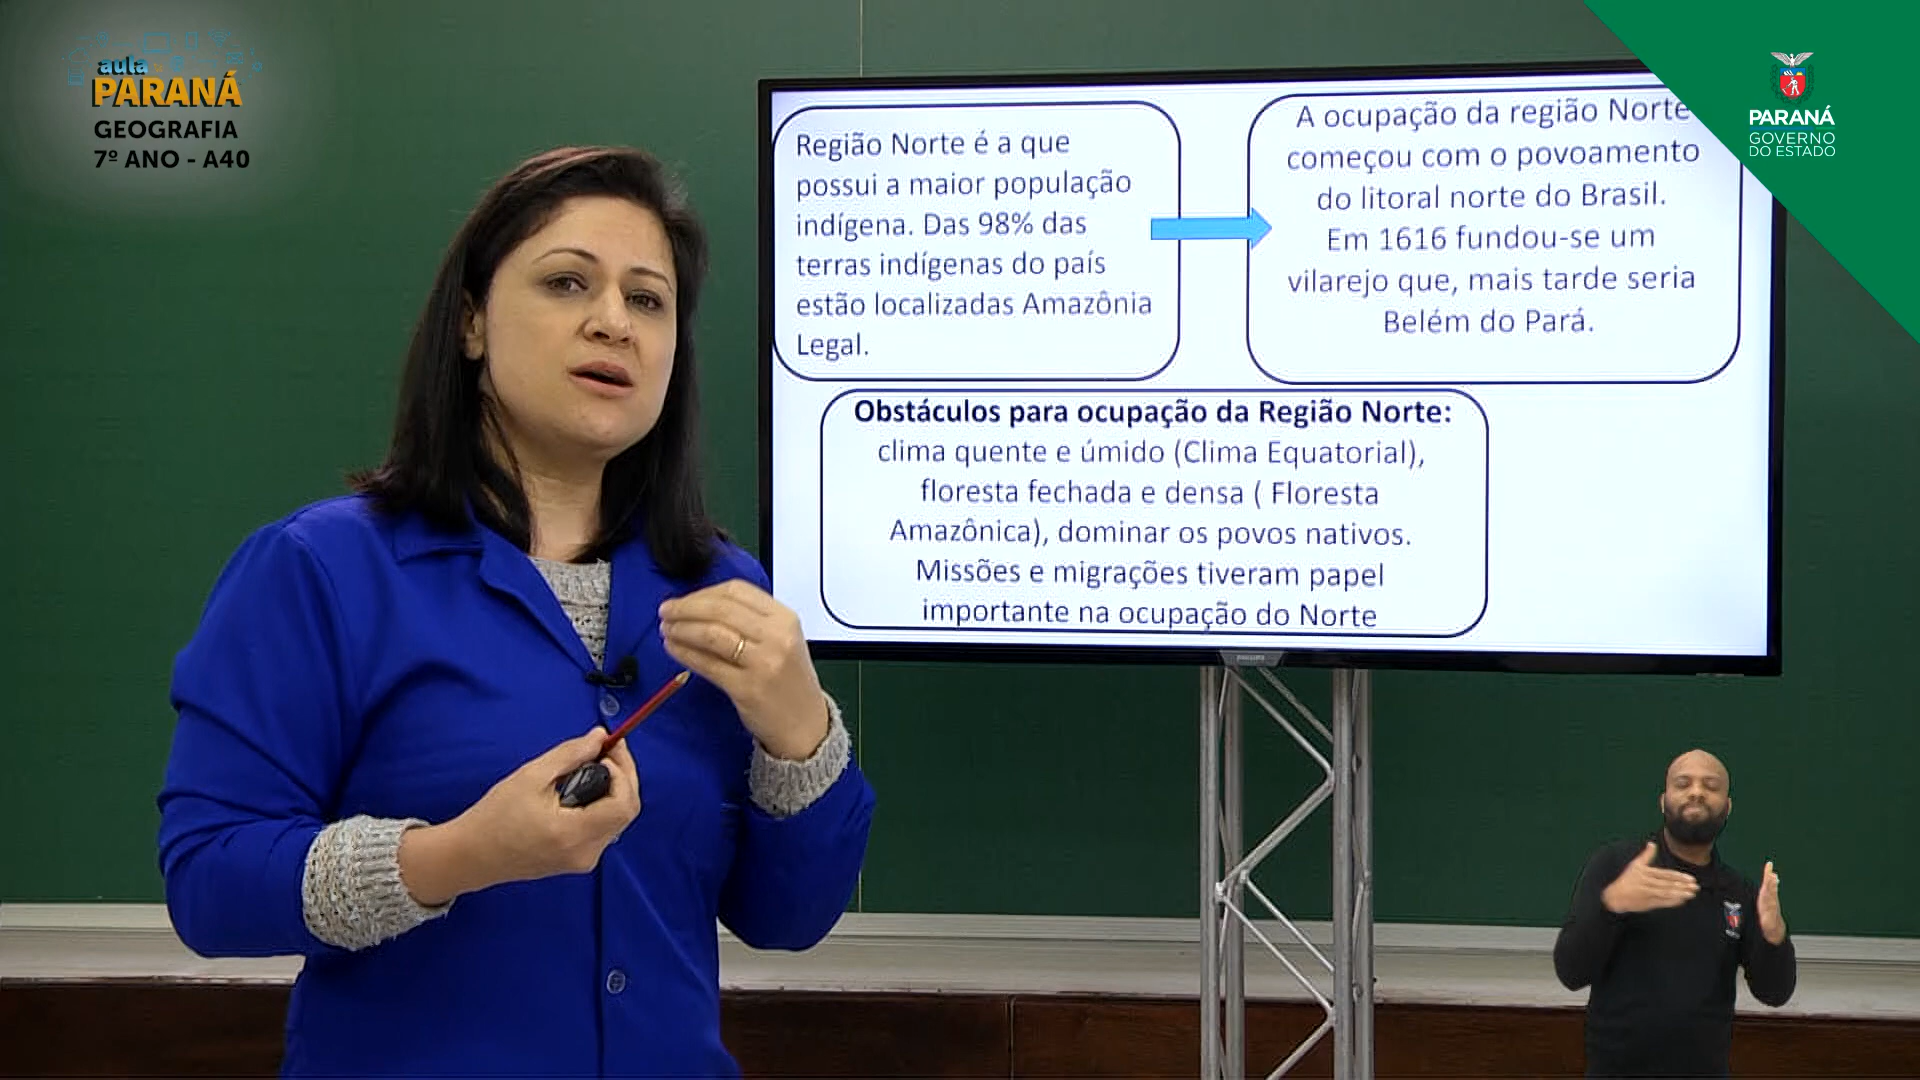 aula
PARANÁ
GEOGRAFIA
7º ANO - A40
Região Norte é a que
possui a maior população
indígena. Das 98% das
terras indígenas do país
estão localizadas Amazônia
Legal.
A ocupação da região Norte
começou com o povoamento
do litoral norte do Brasil.
Em 1616 fundou-se um
vilarejo que, mais tarde seria
Belém do Pará.
Obstáculos para ocupação da Região Norte:
clima quente e úmido (Clima Equatorial),
floresta fechada e densa ( Floresta
Amazônica), dominar os povos nativos.
Missões e migrações tiveram papel
importante na ocupação do Norte
PARANÁ
GOVERNO
DO ESTADO